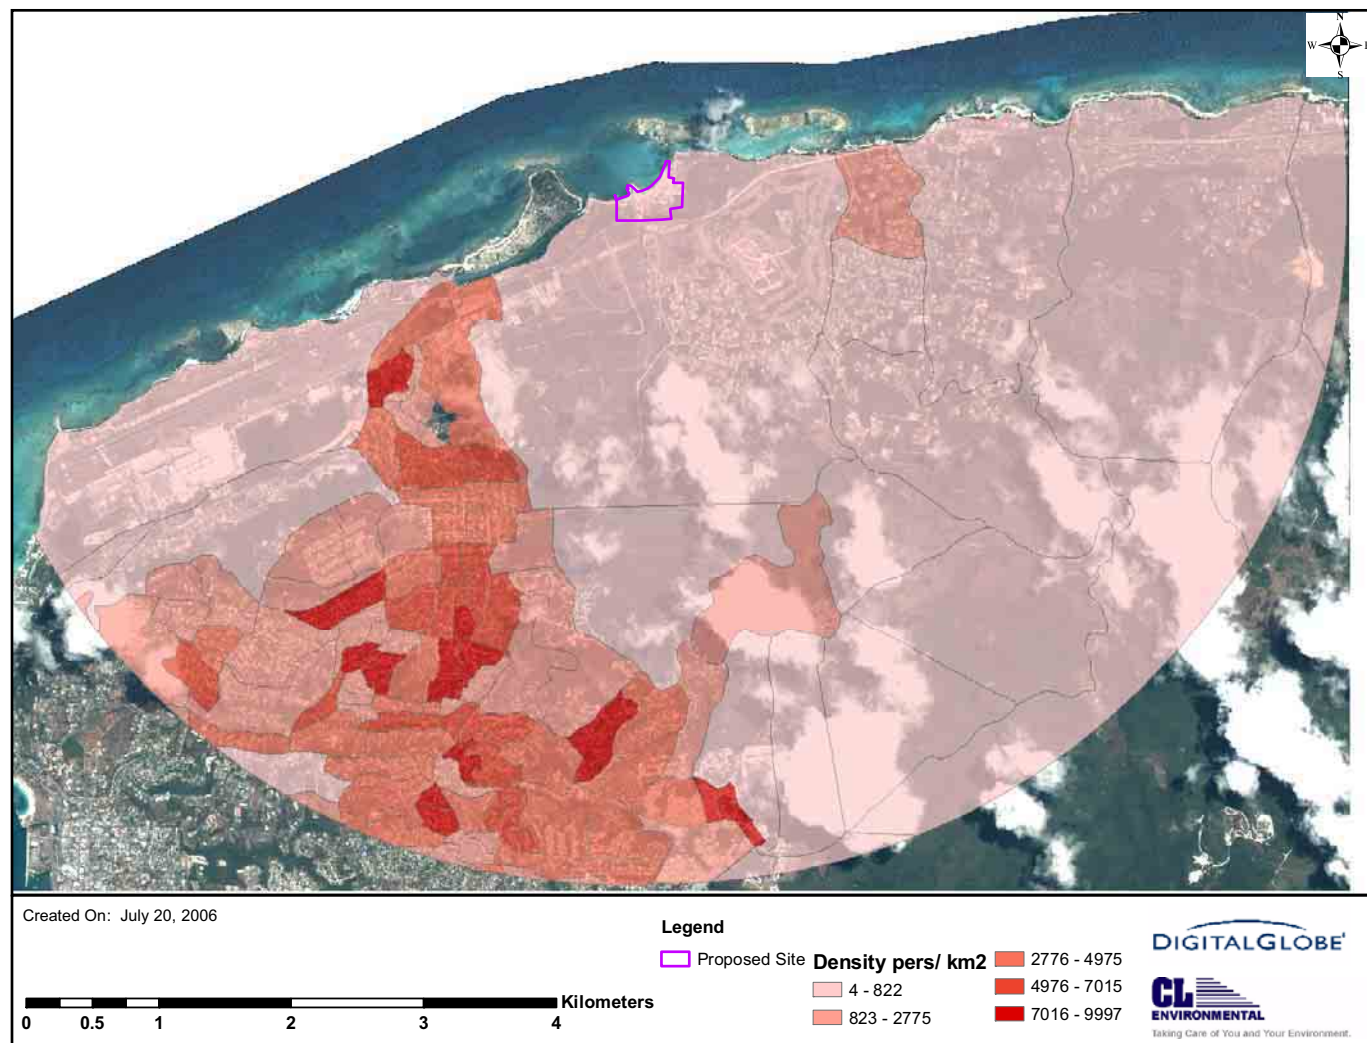 N
W
S
Created On: July 20, 2006
Legend
Proposed Site
Density pers/ km2
4 - 822
823 - 2775
2776 - 4975
4976 - 7015
7016 - 9997
Kilometers
0 0.5 1 2 3 4
DIGITALGLOBE
CL
ENVIRONMENTAL
Taking Care of You and Your Environment.